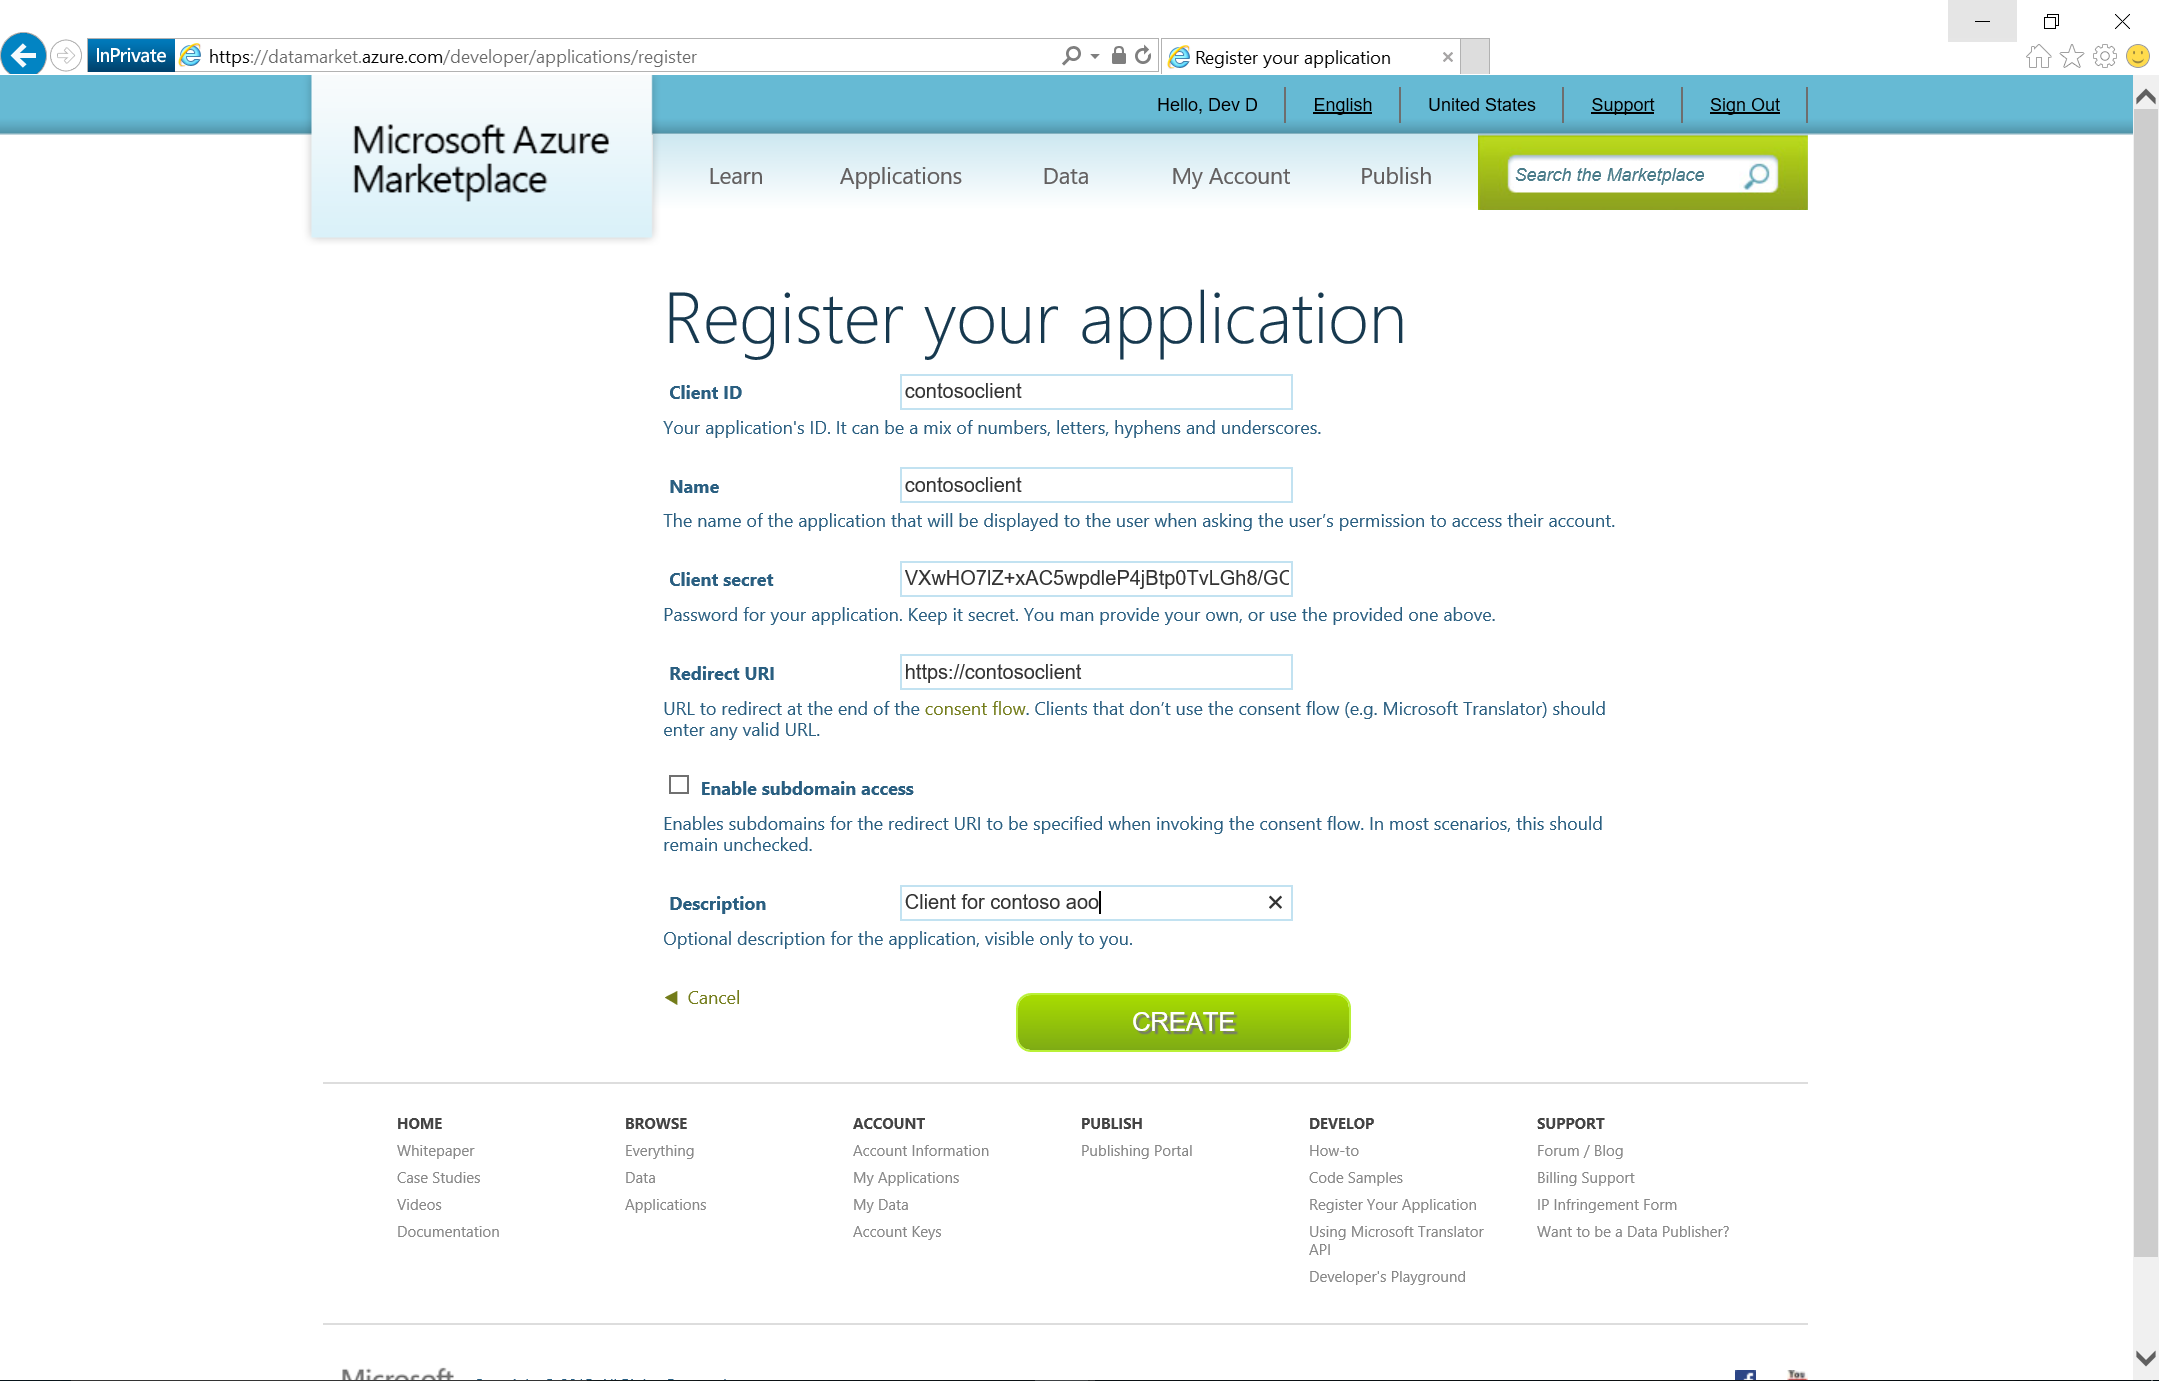 InPrivate
https://datamarket.azure.com/developer/applications/register
Register your application
Hello, Dev D
English
United States
Support
Sign Out
Microsoft Azure
Marketplace
Learn
Applications
Data
My Account
Publish
Search the Marketplace
Register your application
Client ID
contosoclient
Your application's ID. It can be a mix of numbers, letters, hyphens and underscores.
Name
contosoclient
The name of the application that will be displayed to the user when asking the user’s permission to access their account.
Client secret
VXwHO7lZ+xAC5wpdleP4jBtp0TvLGh8/GC
Password for your application. Keep it secret. You man provide your own, or use the provided one above.
Redirect URI
https://contosoclient
URL to redirect at the end of the consent flow. Clients that don’t use the consent flow (e.g. Microsoft Translator) should
enter any valid URL.
Enable subdomain access
Enables subdomains for the redirect URI to be specified when invoking the consent flow. In most scenarios, this should
remain unchecked.
Description
Client for contoso aoo
Optional description for the application, visible only to you.
Cancel
CREATE
HOME
Whitepaper
Case Studies
Videos
Documentation
BROWSE
Everything
Data
Applications
ACCOUNT
Account Information
My Applications
My Data
Account Keys
PUBLISH
Publishing Portal
DEVELOP
How-to
Code Samples
Register Your Application
Using Microsoft Translator
API
Developer's Playground
SUPPORT
Forum / Blog
Billing Support
IP Infringement Form
Want to be a Data Publisher?
Microsoft
You